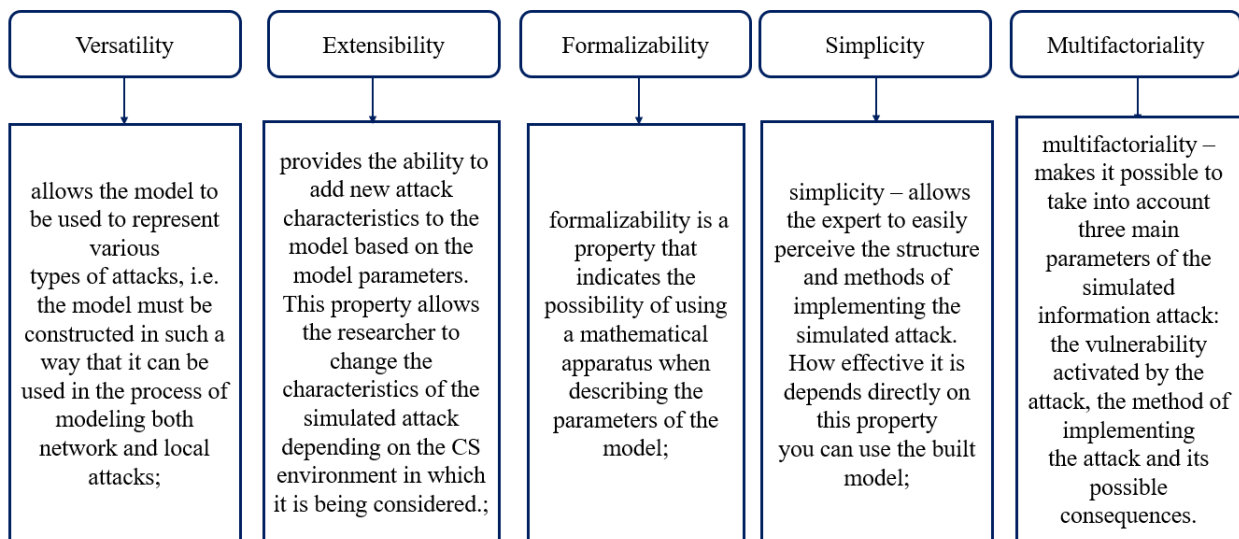 Versatility
Extensibility
Formalizability
Simplicity
Multifactoriality
allows the model to
be used to represent
various
types of attacks, i.e.
the model must be
constructed in such a
way that it can be
used in the process of
modeling both
network and local
attacks;
provides the ability to
add new attack
characteristics to the
model based on the
model parameters.
This property allows
the researcher to
change the
characteristics of the
simulated attack
depending on the CS
environment in which
it is being considered.;
formalizability is a
property that
indicates the
possibility of using
a mathematical
apparatus when
describing the
parameters of the
model;
simplicity – allows
the expert to easily
perceive the structure
and methods of
implementing the
simulated attack.
How effective it is
depends directly on
this property
you can use the built
model;
multifactoriality –
makes it possible to
take into account
three main
parameters of the
simulated
information attack:
the vulnerability
activated by the
attack, the method of
implementing
the attack and its
possible
consequences.